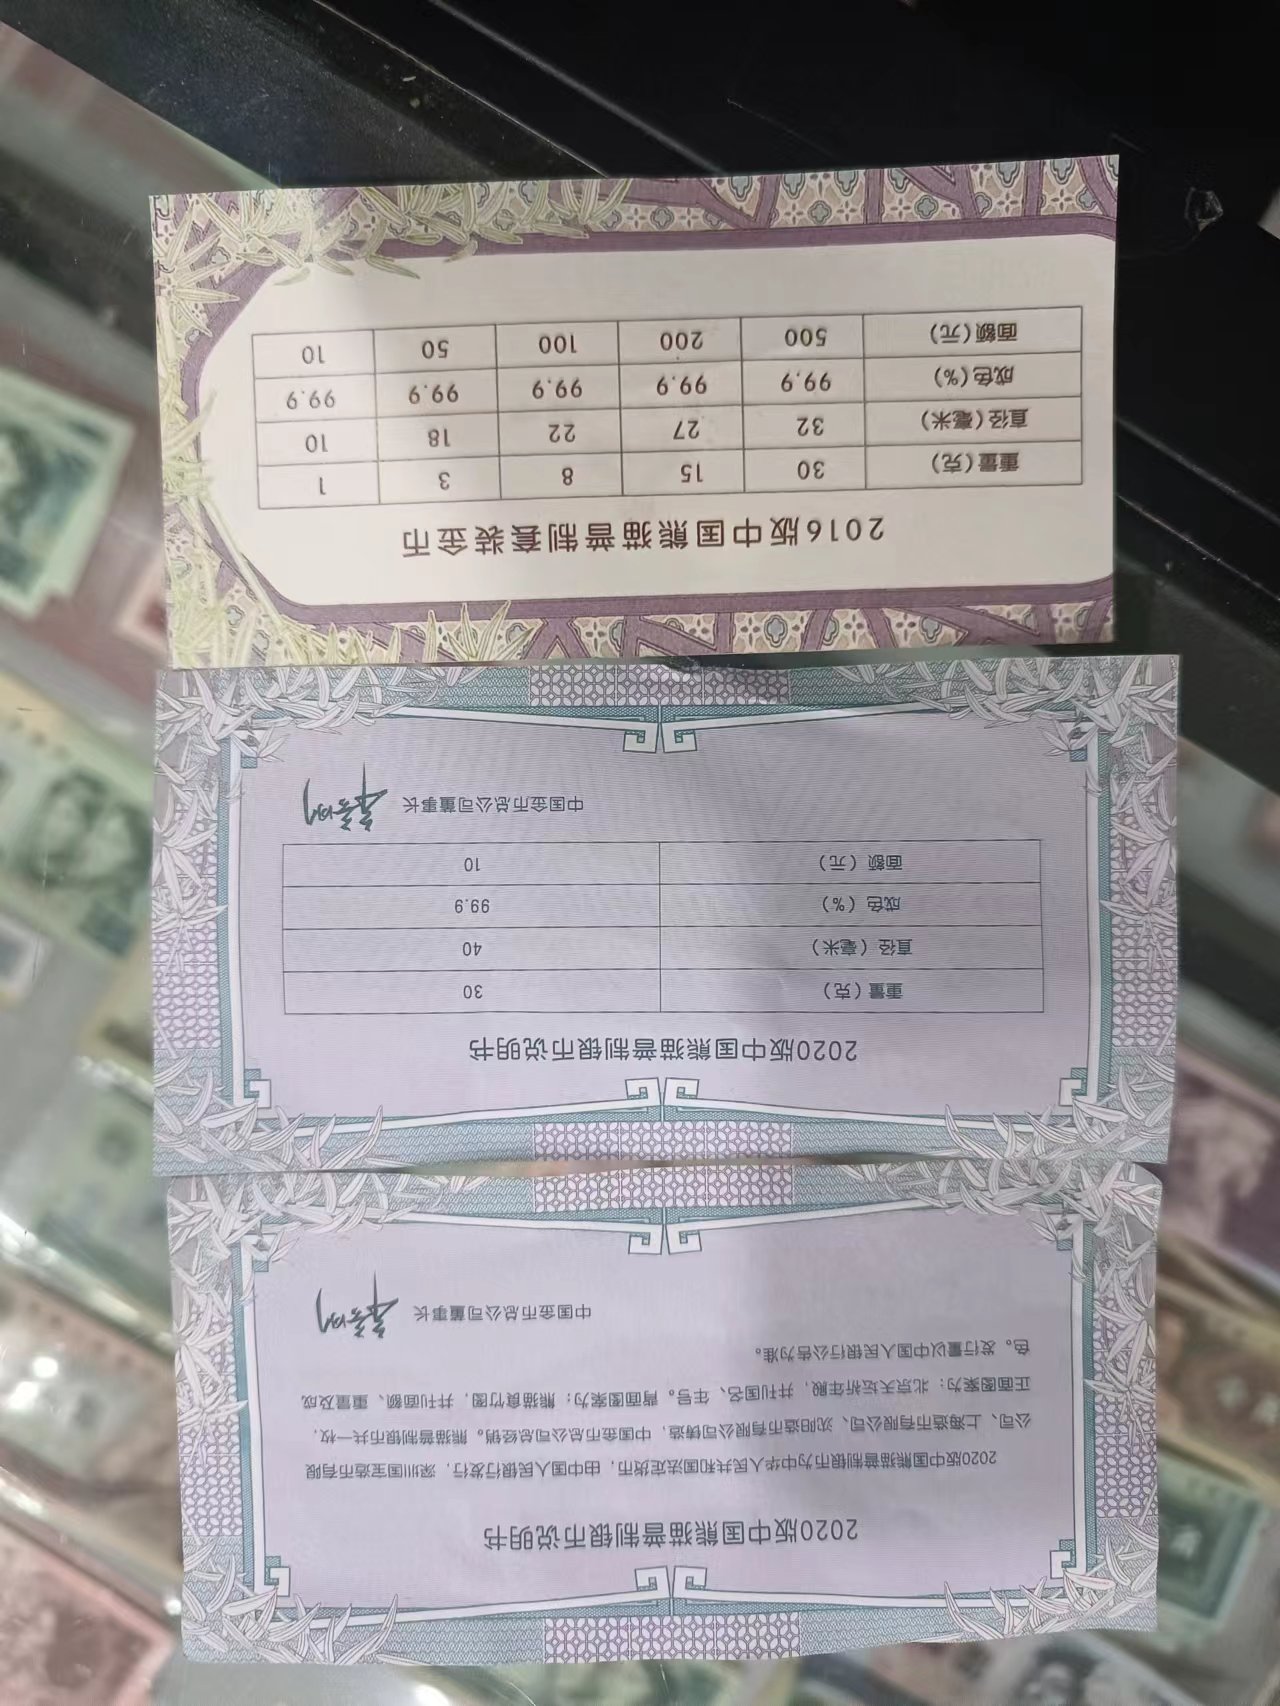 2020版中国熊猫普制银币说明书
2020版中国熊猫普制银币为中华人民共和国法定货币，由中国人民银行发行，深圳国宝造币有限
公司、上海造币有限公司、沈阳造币有限公司铸造，中国金币总公司总经销。熊猫普制银币共一枚，
正面图案为：北京天坛祈年殿，并刊国名、年号。背面图案为：熊猫食竹图，并刊面额、重量及成
色。发行量以中国人民银行公告为准。
中国金币总公司董事长
2020版中国熊猫普制银币说明书
重量（克） 30
直径（毫米） 40
成色（%） 99.9
面额（元） 10
中国金币总公司董事长
2016版中国熊猫普制套装金币
重量(克) 30 15 8 3 1
直径(毫米) 32 27 22 18 10
成色(%) 99.9 99.9 99.9 99.9 99.9
面额(元) 500 200 100 50 10